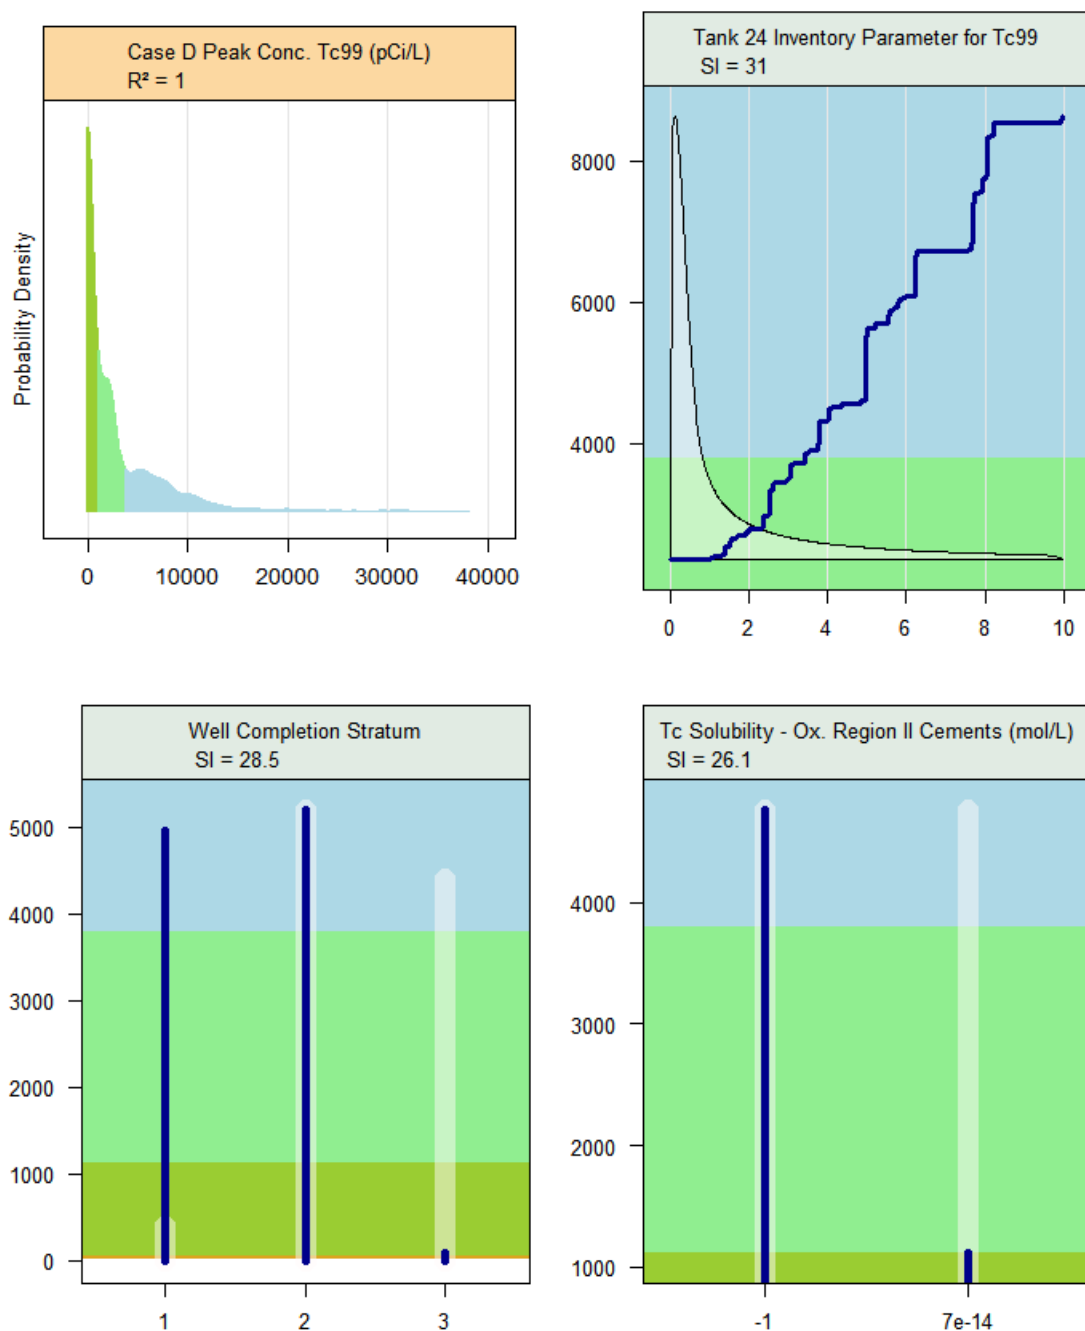 Case D Peak Conc. Tc99 (pCi/L)
R² = 1
Probability Density
0 10000 20000 30000 40000
Tank 24 Inventory Parameter for Tc99
SI = 31
8000
6000
4000
0 2 4 6 8 10
Well Completion Stratum
SI = 28.5
5000
4000
3000
2000
1000
0
1 2 3
Tc Solubility - Ox. Region II Cements (mol/L)
SI = 26.1
4000
3000
2000
1000
-1 7e-14